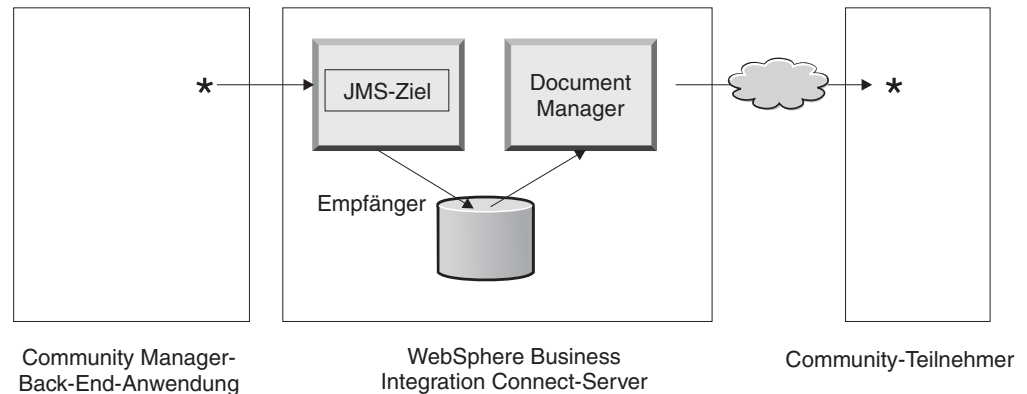 JMS-Ziel
Document
Manager
Empfänger
Community Manager-
Back-End-Anwendung
WebSphere Business
Integration Connect-Server
Community-Teilnehmer